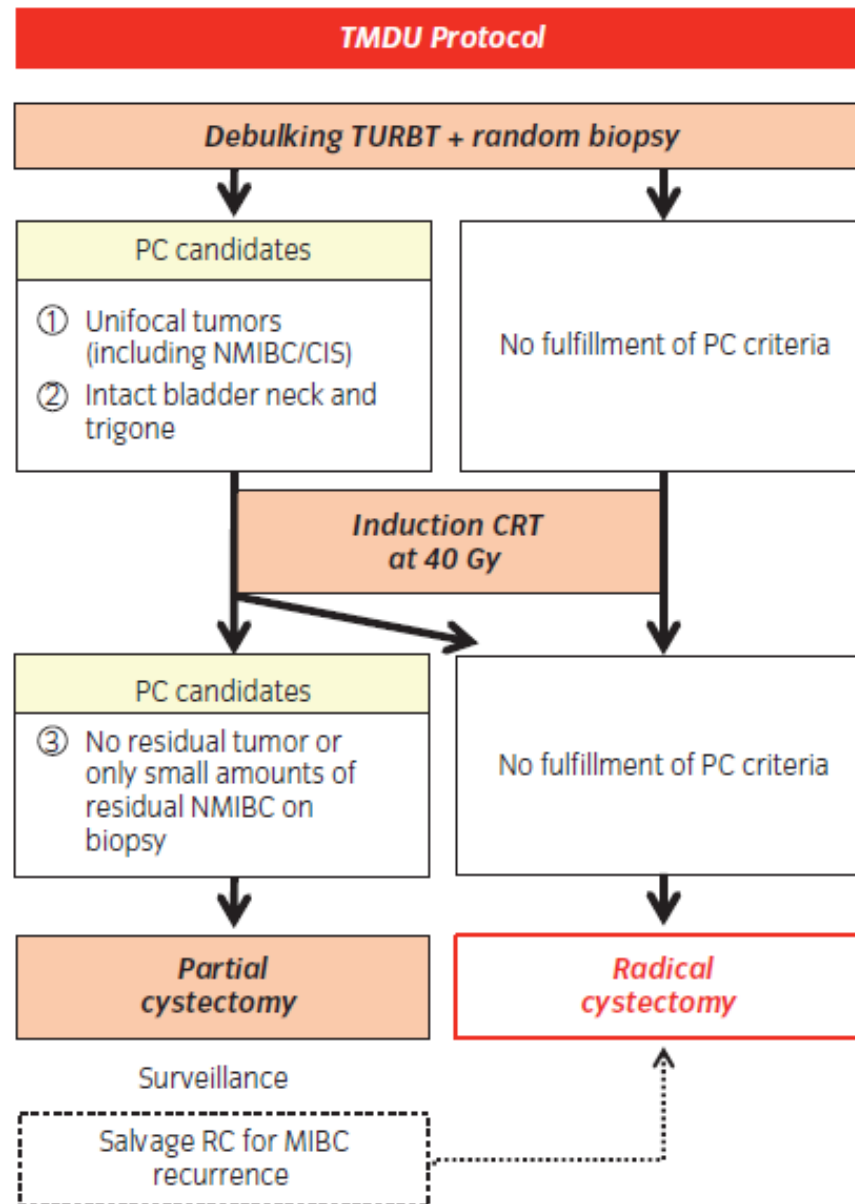 TMDU Protocol
Debulking TURBT + random biopsy
PC candidates
① Unifocal tumors
(including NMIBC/CIS)
② Intact bladder neck and
trigone
No fulfillment of PC criteria
Induction CRT
at 40 Gy
PC candidates
③ No residual tumor or
only small amounts of
residual NMIBC on
biopsy
No fulfillment of PC criteria
Partial
cystectomy
Radical
cystectomy
Surveillance
Salvage RC for MIBC
recurrence